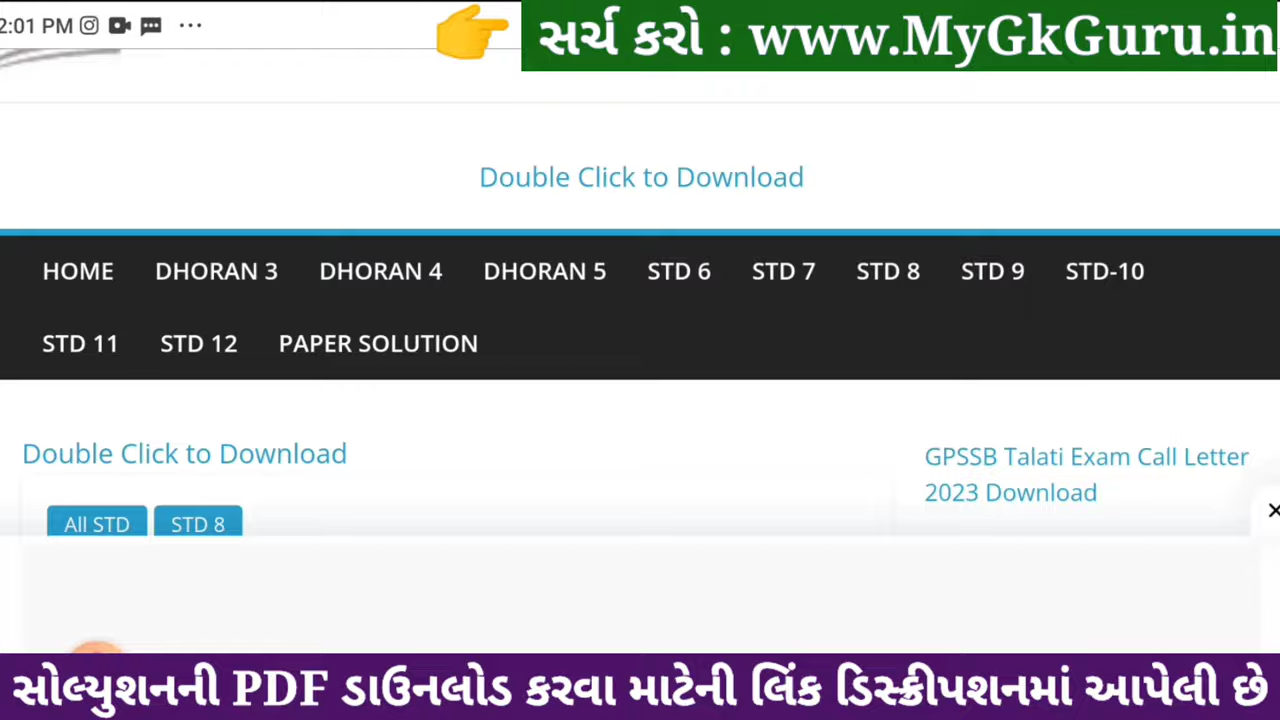 2:01 PM
સર્ચ કરો : www.MyGkGuru.in
Double Click to Download
HOME DHORAN 3 DHORAN 4 DHORAN 5 STD 6 STD 7 STD 8 STD 9 STD-10
STD 11 STD 12 PAPER SOLUTION
Double Click to Download
GPSSB Talati Exam Call Letter
2023 Download
All STD STD 8
સોલ્યુશનની PDF ડાઉનલોડ કરવા માટેની લિંક ડિસ્ક્રીપશનમાં આપેલી છે